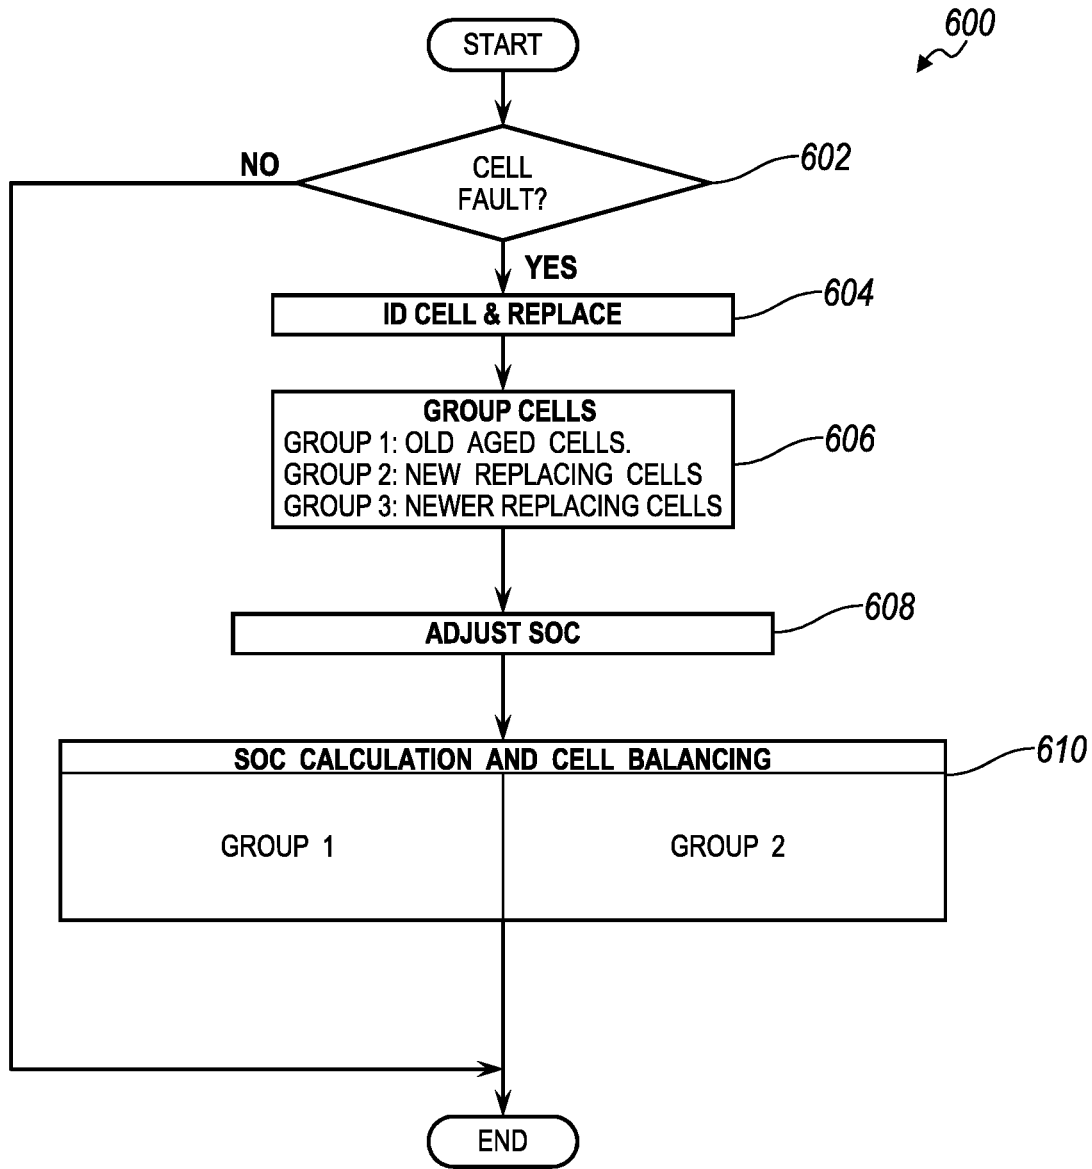 START
600
CELL
FAULT?
602
NO
YES
ID CELL & REPLACE
604
GROUP CELLS
GROUP 1: OLD AGED CELLS.
GROUP 2: NEW REPLACING CELLS
GROUP 3: NEWER REPLACING CELLS
606
ADJUST SOC
608
SOC CALCULATION AND CELL BALANCING
610
GROUP 1
GROUP 2
END